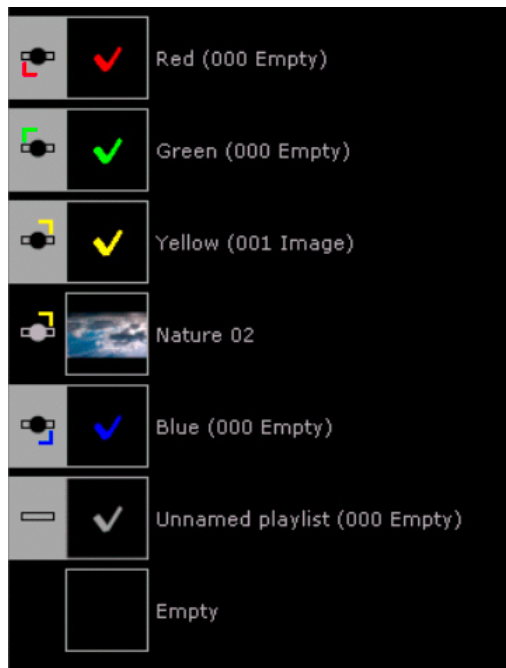 Red (000 Empty)
Green (000 Empty)
Yellow (001 Image)
Nature 02
Blue (000 Empty)
Unnamed playlist (000 Empty)
Empty